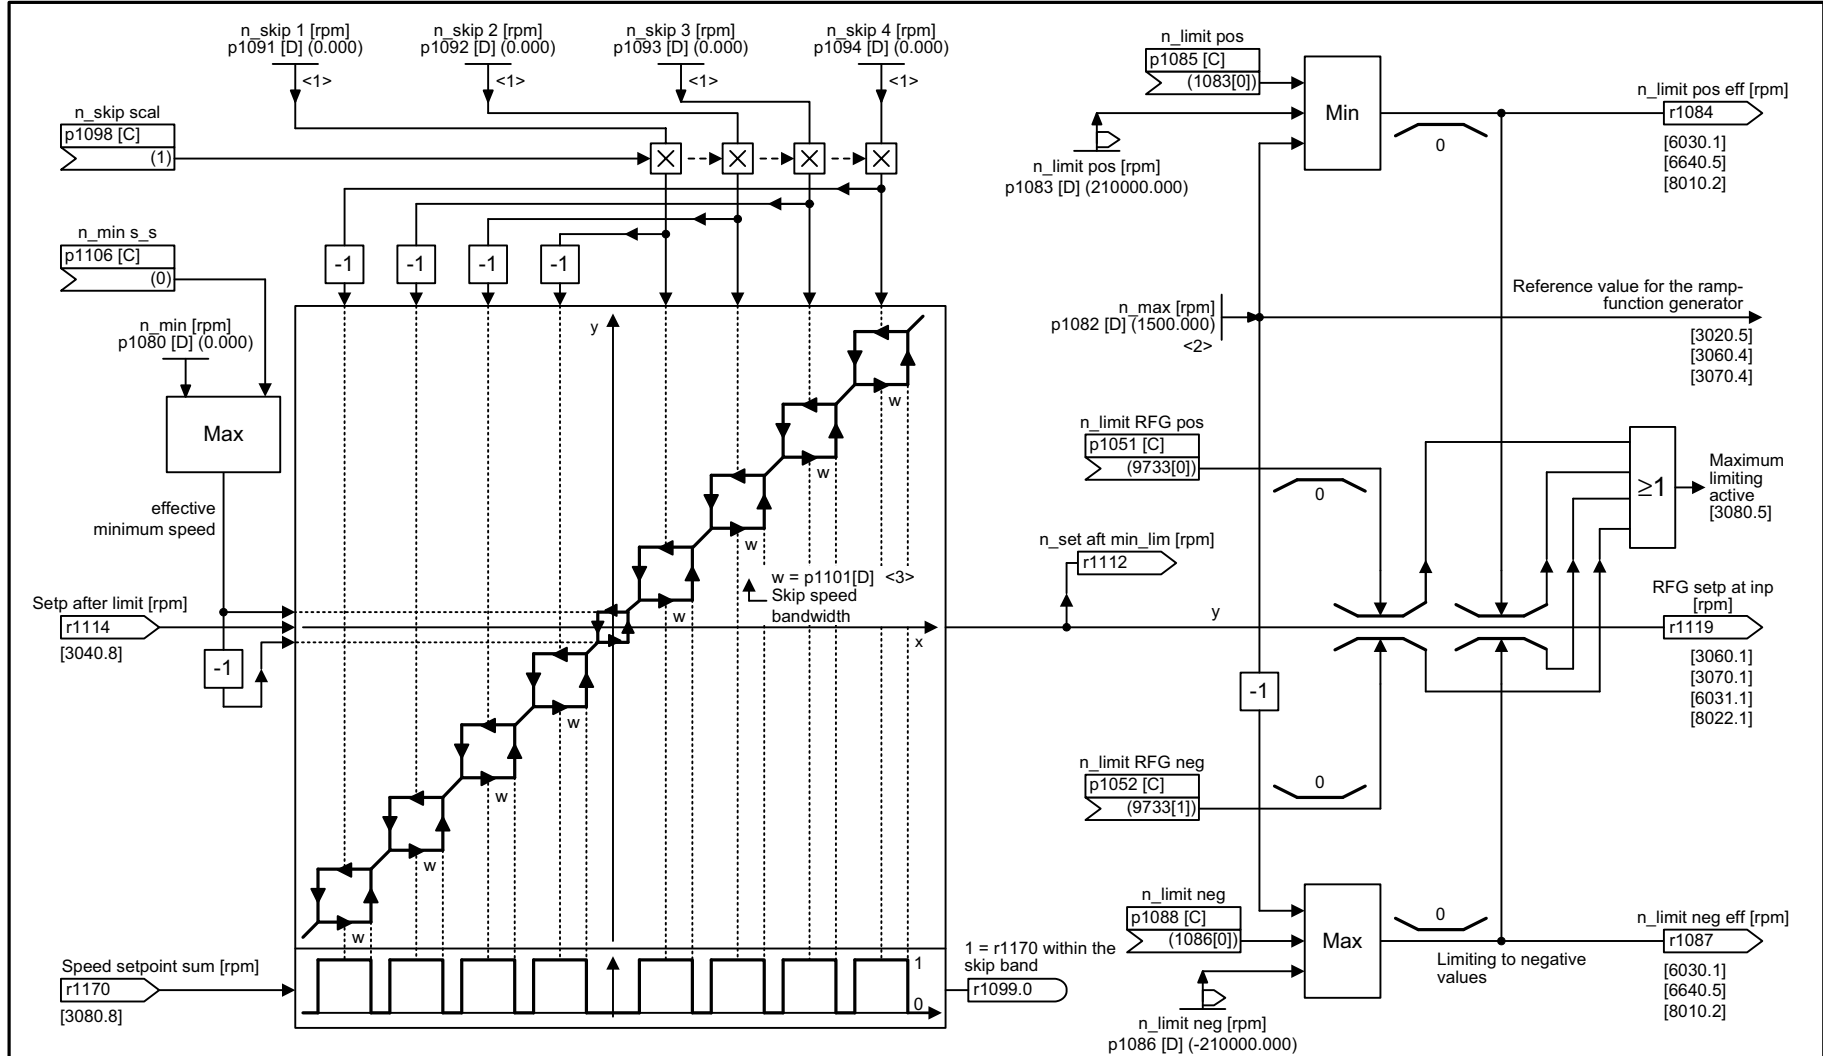 n_skip 1 [rpm]
p1091 [D] (0.000)
<1>
n_skip 2 [rpm]
p1092 [D] (0.000)
<1>
n_skip 3 [rpm]
p1093 [D] (0.000)
<1>
n_skip 4 [rpm]
p1094 [D] (0.000)
<1>
n_skip scal
p1098 [C]
(1)
n_min s_s
p1106 [C]
(0)
n_min [rpm]
p1080 [D] (0.000)
Max
effective
minimum speed
Setp after limit [rpm]
r1114
[3040.8]
-1
-1
-1
-1
-1
y
w
w
w
w
w = p1101[D] <3>
Skip speed
bandwidth
w
x
w
w
w
w
Speed setpoint sum [rpm]
r1170
[3080.8]
1
0
1 = r1170 within the
skip band
r1099.0
n_limit pos
p1085 [C]
(1083[0])
n_limit pos [rpm]
p1083 [D] (210000.000)
Min
0
n_limit pos eff [rpm]
r1084
[6030.1]
[6640.5]
[8010.2]
n_max [rpm]
p1082 [D] (1500.000)
<2>
Reference value for the ramp-
function generator
[3020.5]
[3060.4]
[3070.4]
n_limit RFG pos
p1051 [C]
(9733[0])
0
≥1
Maximum
limiting
active
[3080.5]
n_set aft min_lim [rpm]
r1112
y
RFG setp at inp
[rpm]
r1119
[3060.1]
[3070.1]
[6031.1]
[8022.1]
-1
n_limit RFG neg
p1052 [C]
(9733[1])
0
n_limit neg
p1088 [C]
(1086[0])
n_limit neg [rpm]
p1086 [D] (-210000.000)
Max
0
Limiting to negative
values
n_limit neg eff [rpm]
r1087
[6030.1]
[6640.5]
[8010.2]